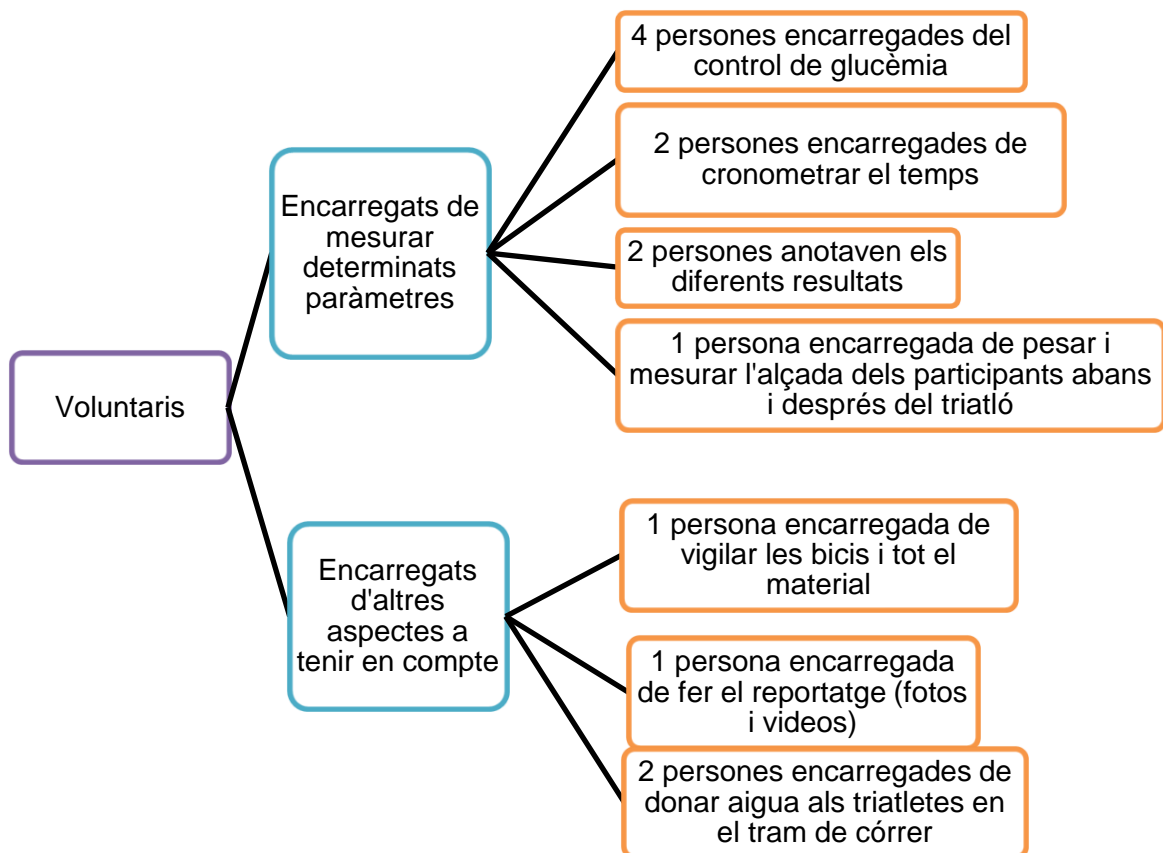 Voluntaris
Encarregats de
mesurar
determinats
paràmetres
4 persones encarregades del
control de glucèmia
2 persones encarregades de
cronometrar el temps
2 persones anotaven els
diferents resultats
1 persona encarregada de pesar i
mesurar l'alçada dels participants abans
i després del triatló
Encarregats
d'altres
aspectes a
tenir en compte
1 persona encarregada de
vigilar les bicis i tot el
material
1 persona encarregada
de fer el reportatge (fotos
i videos)
2 persones encarregades de
donar aigua als triatletes en
el tram de córrer